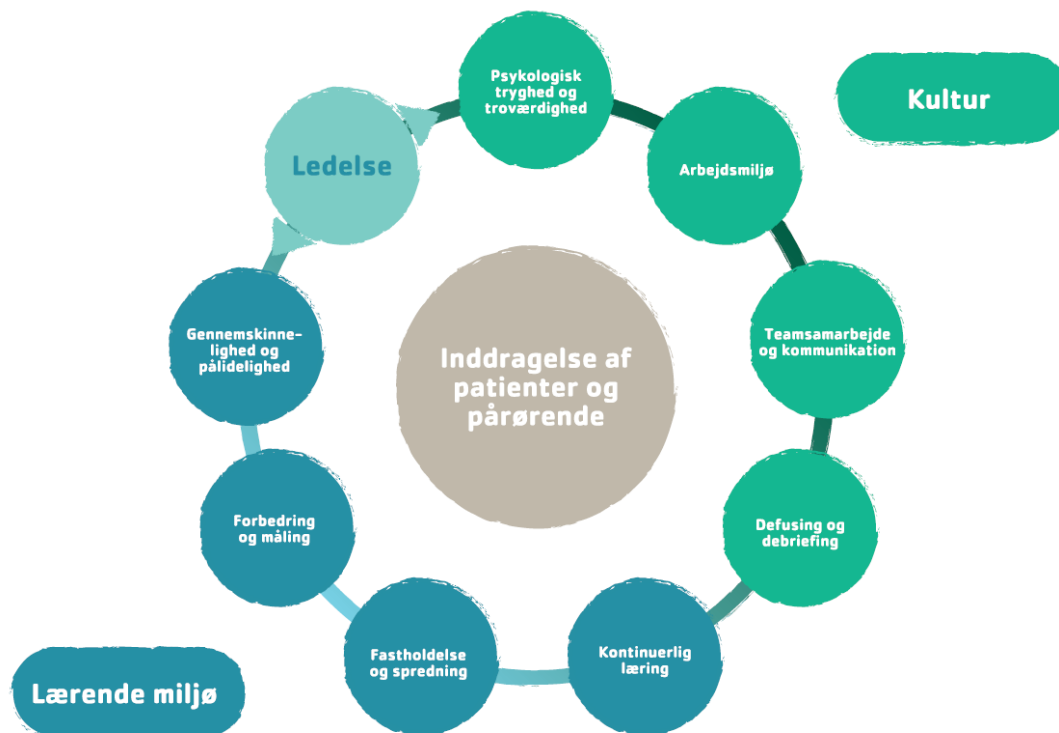 Psykologisk
tryghed og
troværdighed
Kultur
Ledelse
Arbejdsmiljø
Gennemskinne-
lighed og
pålidelighed
Inddragelse af
patienter og
pårørende
Teamsamarbejde
og kommunikation
Forbedring
og måling
Defusing og
debriefing
Fastholdelse
og spredning
Kontinuerlig
læring
Lærende miljø